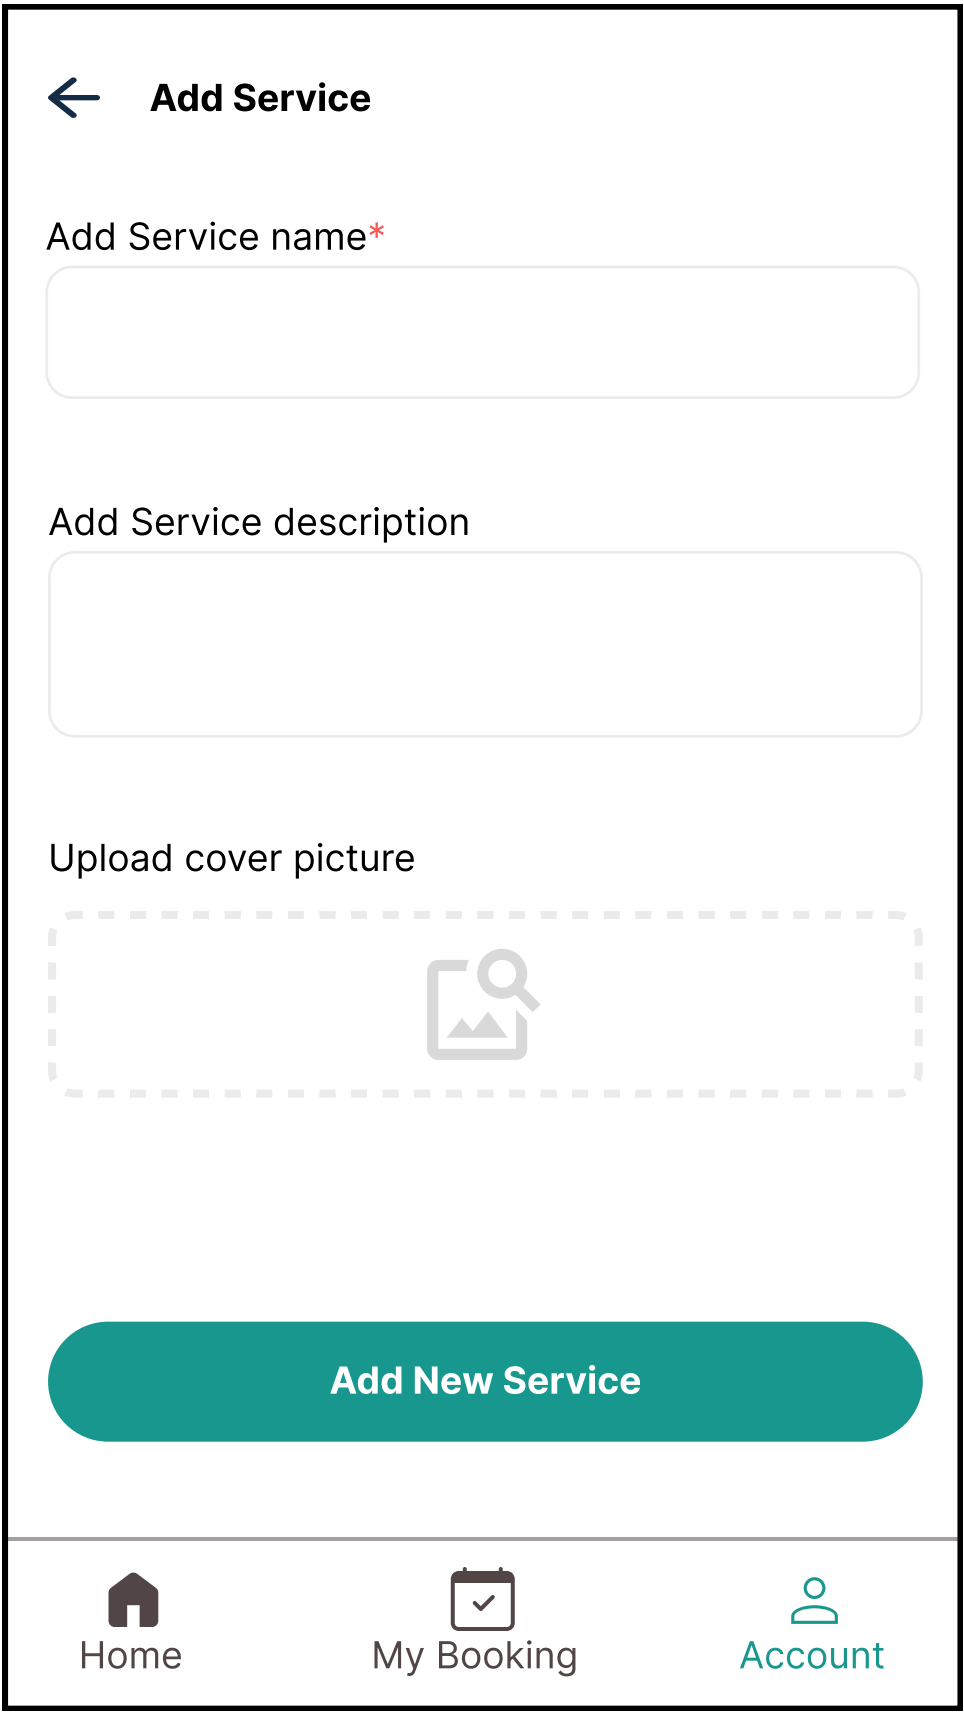 Add Service
Add Service name*
Add Service description
Upload cover picture
Add New Service
Home
My Booking
Account